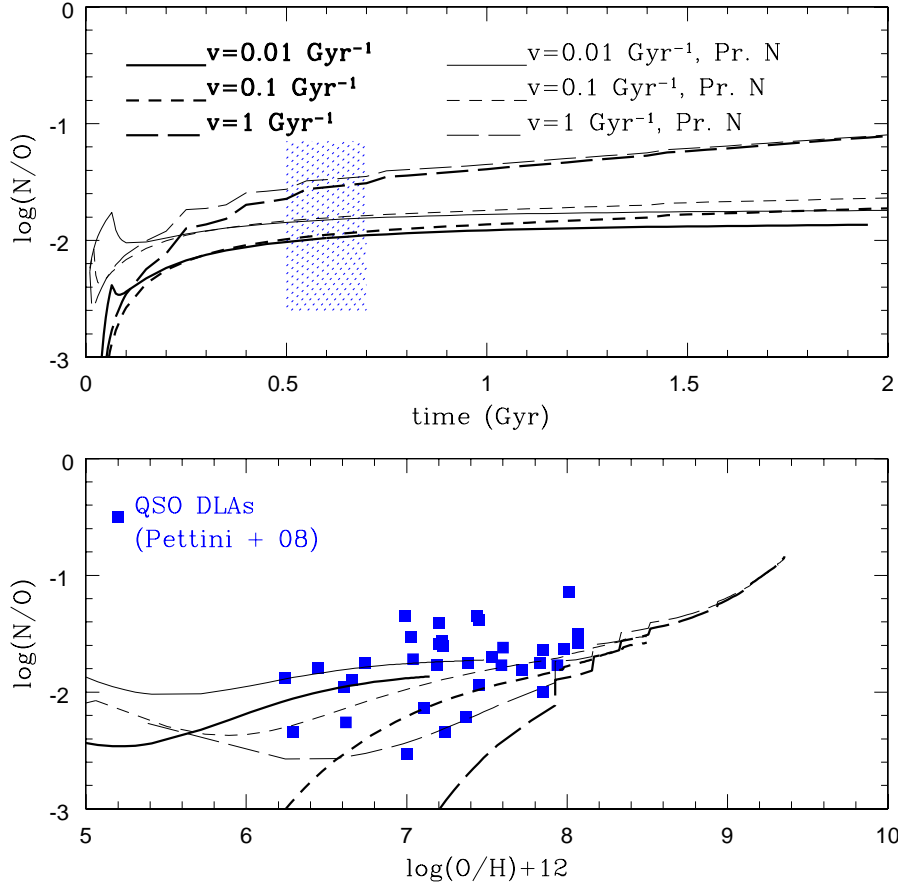 0
v=0.01 Gyr⁻¹
v=0.01 Gyr⁻¹, Pr. N
v=0.1 Gyr⁻¹
v=0.1 Gyr⁻¹, Pr. N
v=1 Gyr⁻¹
v=1 Gyr⁻¹, Pr. N
-1
log(N/O)
-2
-3
0 0.5 1 1.5 2
time (Gyr)
0
QSO DLAs
(Pettini + 08)
-1
log(N/O)
-2
-3
5 6 7 8 9 10
log(O/H)+12